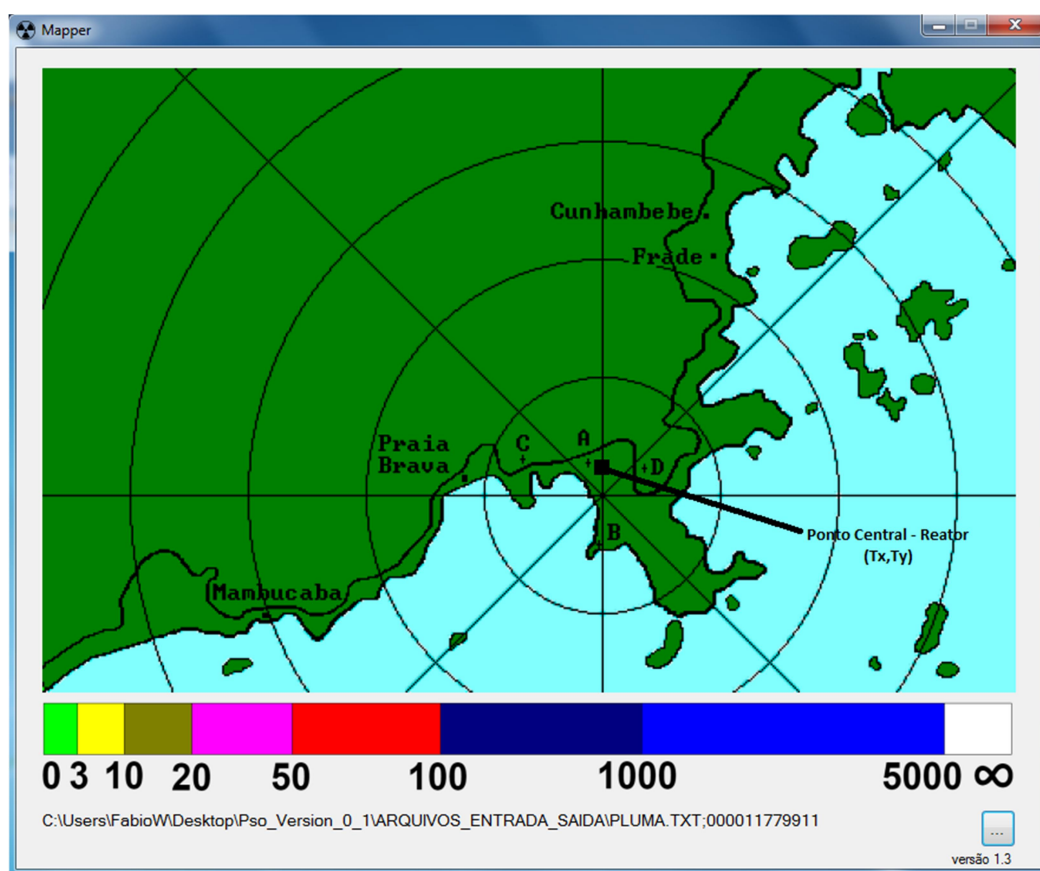 Mapper
Cunhambebe
Frade
Praia
Brava
C
A
D
B
Ponto Central - Reator
(Tx,Ty)
Mambucaba
0 3 10 20 50 100 1000 5000 ∞
C:\Users\FabioW\Desktop\Pso_Version_0_1\ARQUIVOS_ENTRADA_SAIDA\PLUMA.TXT;000011779911
...
versão 1.3